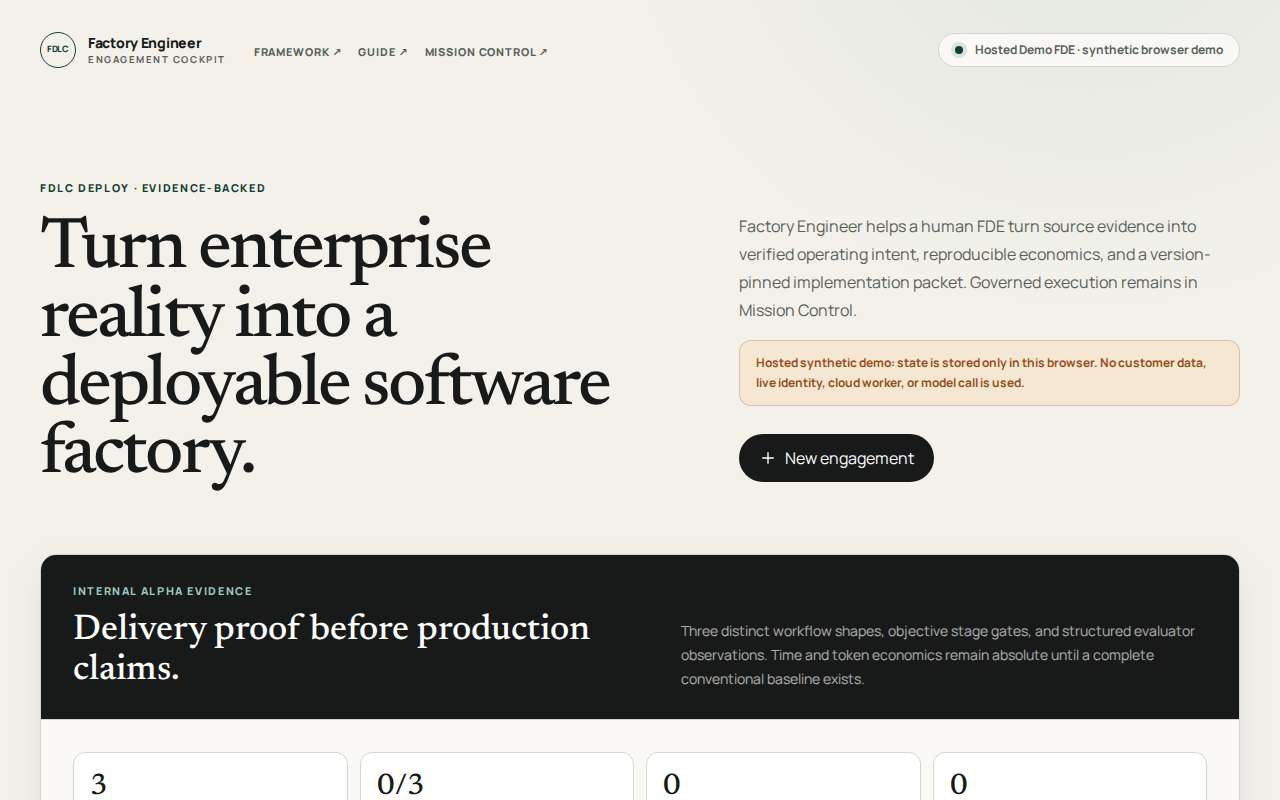 FDLC
Factory Engineer
ENGAGEMENT COCKPIT
FRAMEWORK ↗
GUIDE ↗
MISSION CONTROL ↗
Hosted Demo FDE · synthetic browser demo
FDLC DEPLOY · EVIDENCE-BACKED
Turn enterprise
reality into a
deployable software
factory.
Factory Engineer helps a human FDE turn source evidence into
verified operating intent, reproducible economics, and a version-
pinned implementation packet. Governed execution remains in
Mission Control.
Hosted synthetic demo: state is stored only in this browser. No customer data,
live identity, cloud worker, or model call is used.
+ New engagement
INTERNAL ALPHA EVIDENCE
Delivery proof before production
claims.
Three distinct workflow shapes, objective stage gates, and structured evaluator
observations. Time and token economics remain absolute until a complete
conventional baseline exists.
3
0/3
0
0